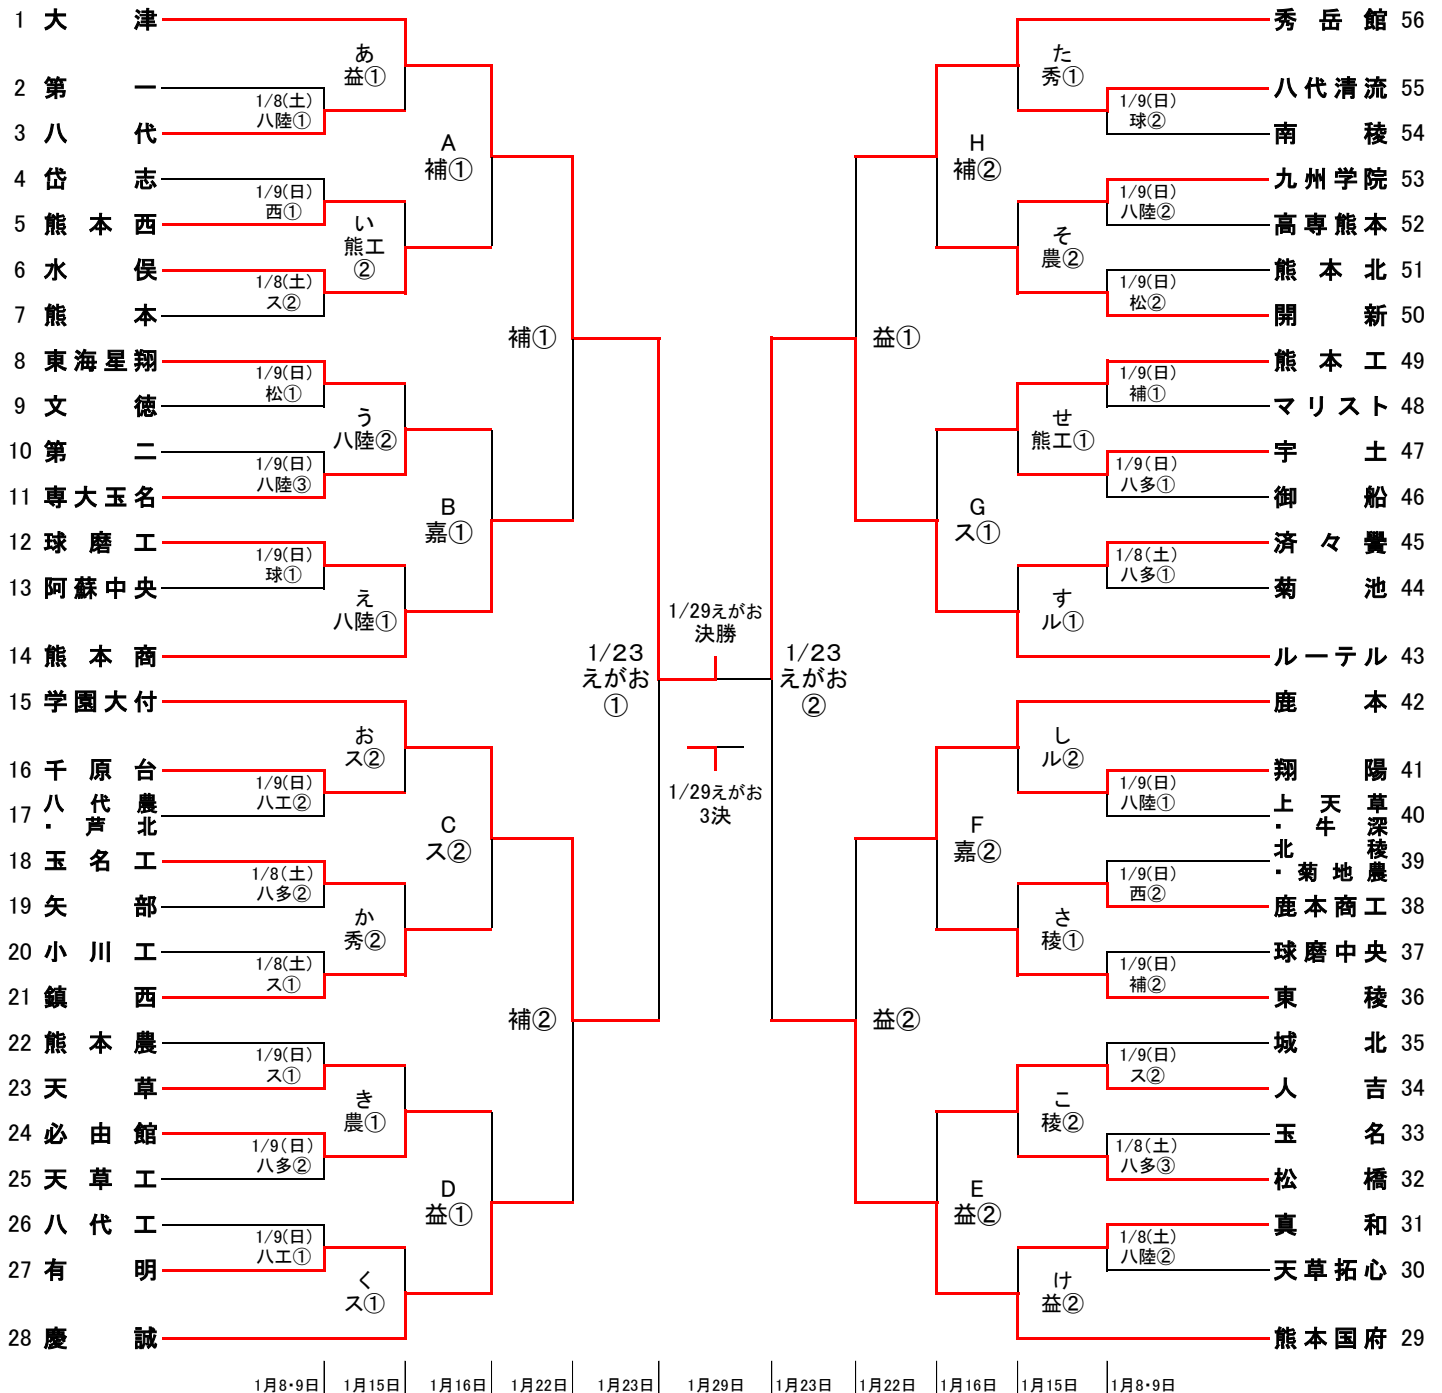 1 大津
あ
益①
2 第一
1/8(土)
八陸①
3 八代
A
補①
4 岱志
1/9(日)
西①
5 熊本西
い
熊工
②
6 水俣
1/8(土)
ス②
7 熊本
補①
8 東海星翔
1/9(日)
松①
9 文徳
う
八陸②
10 第二
1/9(日)
八陸③
11 専大玉名
B
嘉①
12 球磨工
1/9(日)
球①
13 阿蘇中央
え
八陸①
14 熊本商
1/23
えがお
①
15 学園大付
お
ス②
16 千原台
1/9(日)
八工②
17 八代農
・芦北
C
ス②
18 玉名工
1/8(土)
八多②
19 矢部
か
秀②
20 小川工
1/8(土)
ス①
21 鎮西
補②
22 熊本農
1/9(日)
ス①
23 天草
き
農①
24 必由館
1/9(日)
八多②
25 天草工
D
益①
26 八代工
1/9(日)
八工①
27 有明
く
ス①
28 慶誠
1/29えがお
決勝
1/29えがお
3決
秀岳館 56
た
秀①
八代清流 55
1/9(日)
球②
南稜 54
H
補②
九州学院 53
1/9(日)
八陸②
高専熊本 52
そ
農②
熊本北 51
1/9(日)
松②
開新 50
益①
熊本工 49
1/9(日)
補①
マリスト 48
せ
熊工①
宇土 47
1/9(日)
八多①
御船 46
G
ス①
済々黌 45
1/8(土)
八多①
菊池 44
す
ル①
ルーテル 43
1/23
えがお
②
鹿本 42
し
ル②
翔陽 41
1/9(日)
八陸①
上天草
・牛深 40
F
嘉②
北稜
・菊地農 39
1/9(日)
西②
鹿本商工 38
さ
稜①
球磨中央 37
1/9(日)
補②
東稜 36
益②
城北 35
1/9(日)
ス②
人吉 34
こ
稜②
玉名 33
1/8(土)
八多③
松橋 32
E
益②
真和 31
1/8(土)
八陸②
天草拓心 30
け
益②
熊本国府 29
1月8・9日 1月15日 1月16日 1月22日 1月23日 1月29日 1月23日 1月22日 1月16日 1月15日 1月8・9日